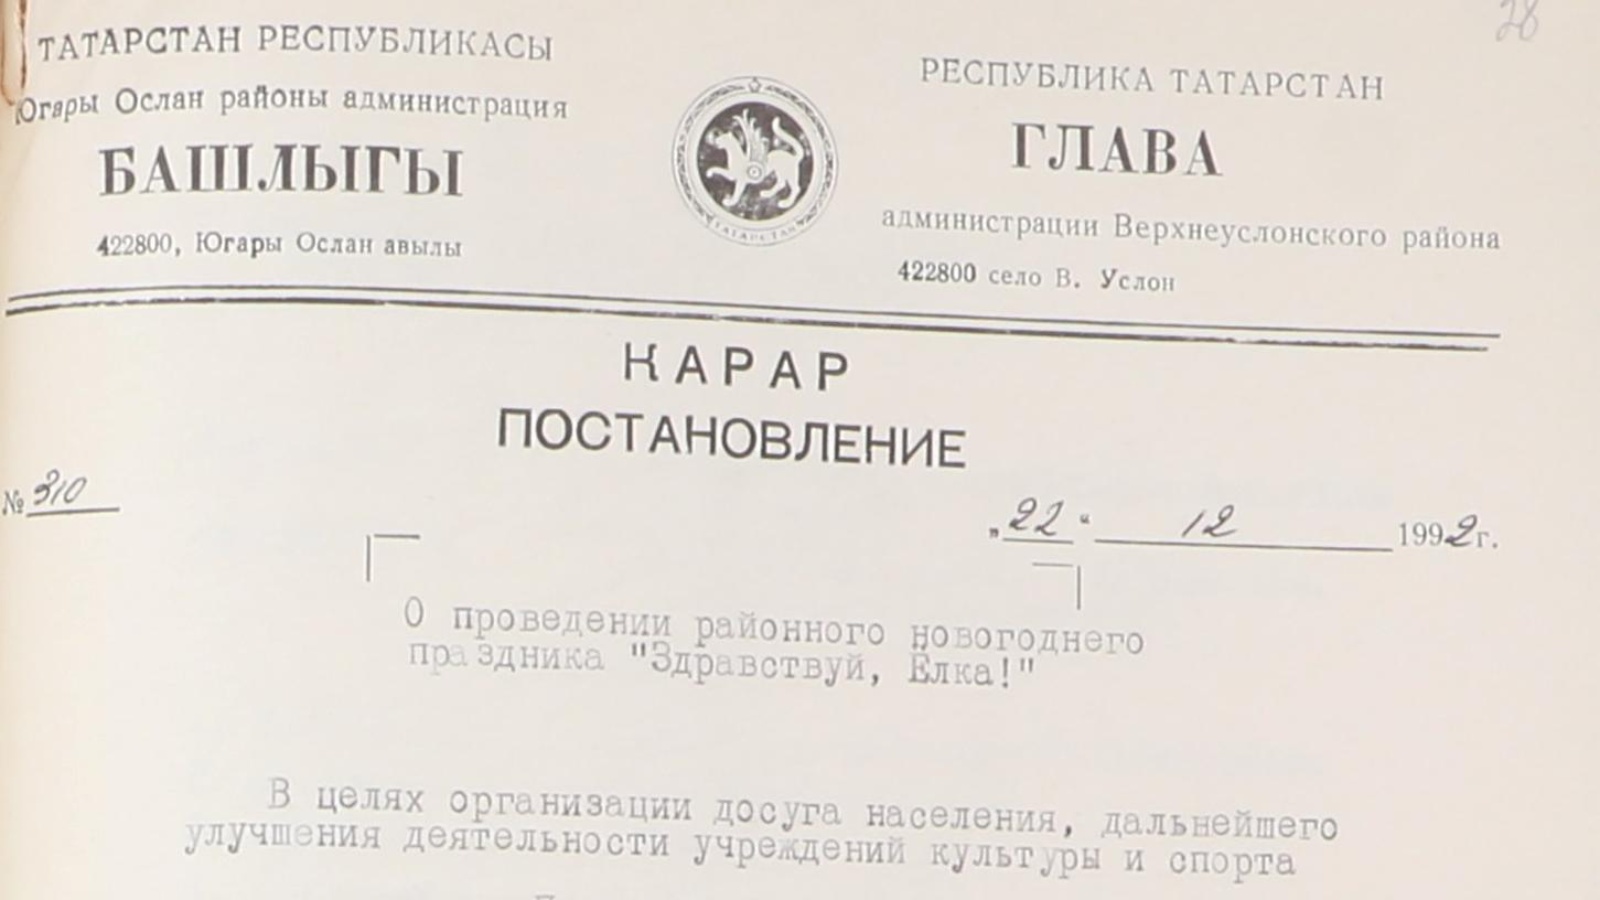 28
ТАТАРСТАН РЕСПУБЛИКАСЫ
Югары Ослан районы администрация
БАШЛЫГЫ
422800, Югары Ослан авылы
ТАТАРСТАН
РЕСПУБЛИКА ТАТАРСТАН
ГЛАВА
администрации Верхнеуслонского района
422800 село В. Услон
КАРАР
ПОСТАНОВЛЕНИЕ
№ 310
„22“ 12 1992г.
О проведении районного новогоднего
праздника "Здравствуй, Ёлка!"
В целях организации досуга населения, дальнейшего
улучшения деятельности учреждений культуры и спорта